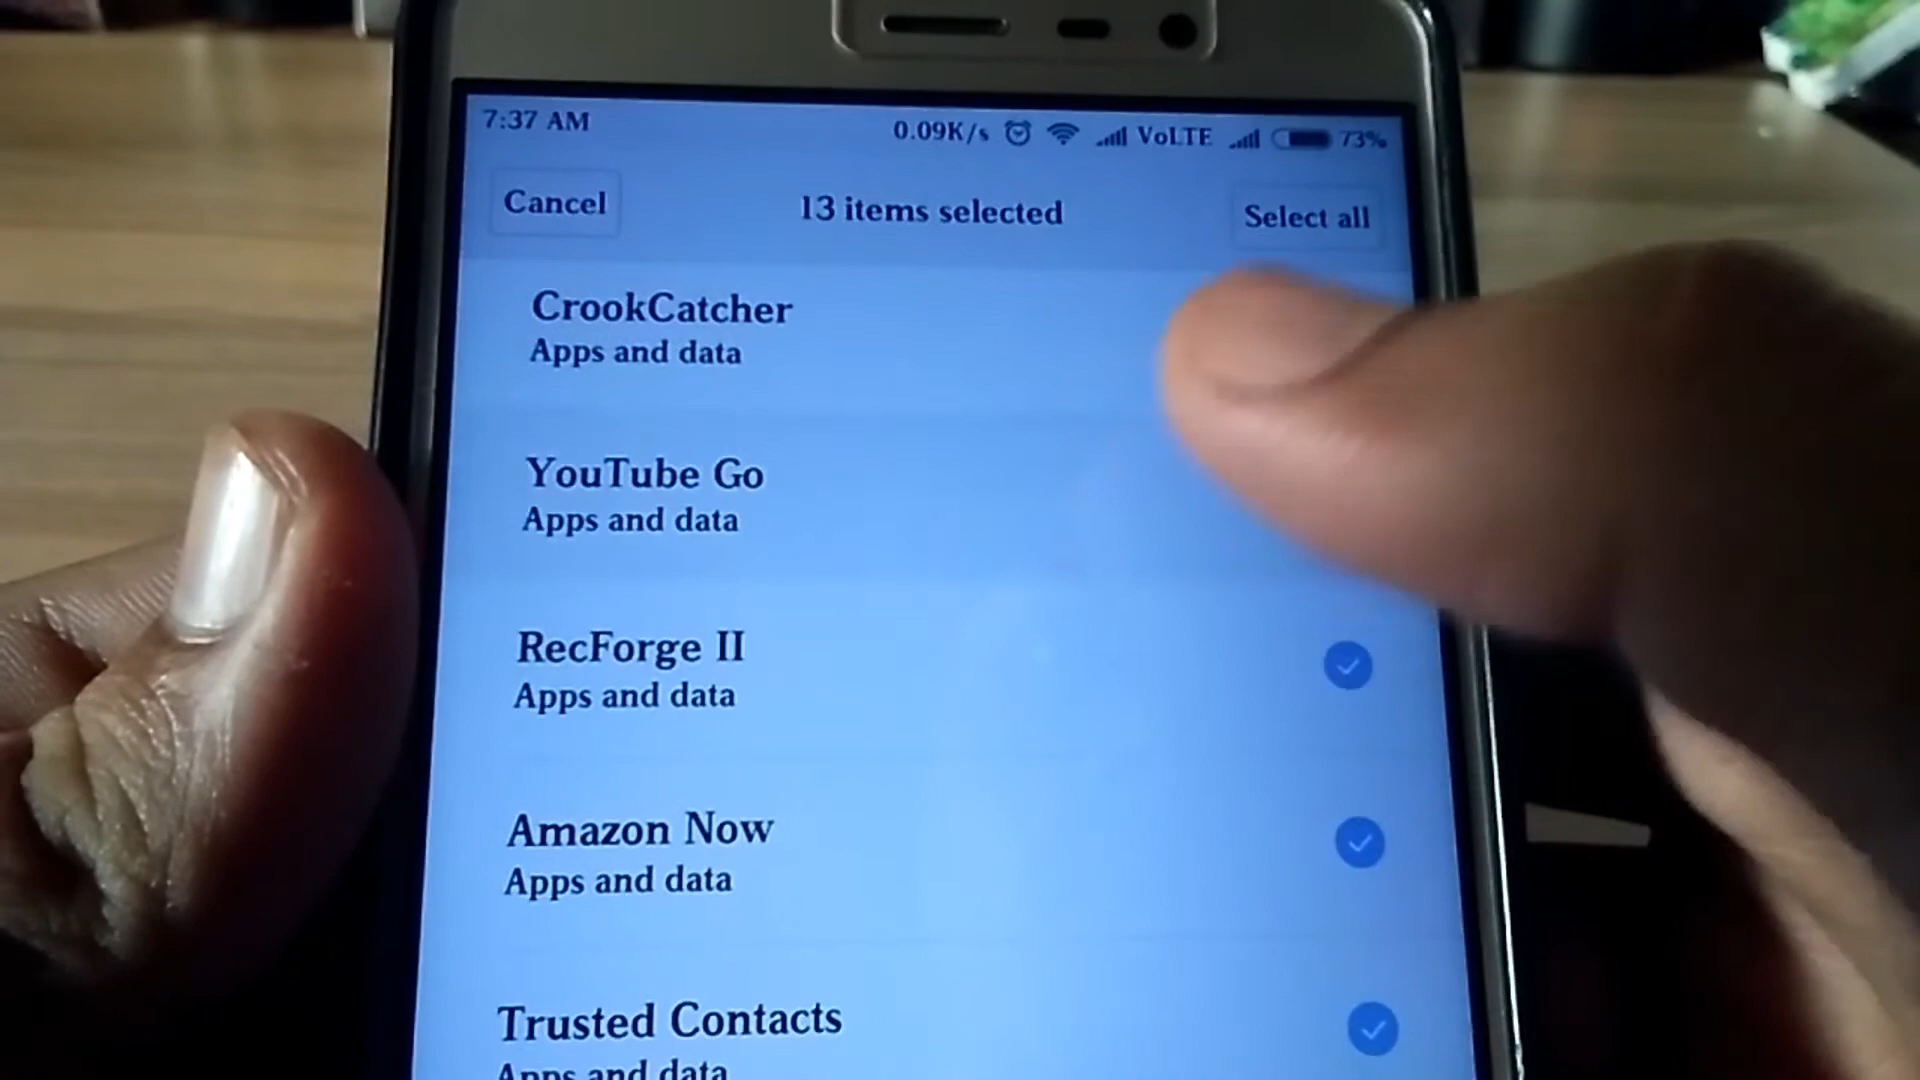 7:37 AM 0.09K/s VoLTE 73%
Cancel 13 items selected Select all
CrookCatcher
Apps and data
YouTube Go
Apps and data
RecForge II
Apps and data
Amazon Now
Apps and data
Trusted Contacts
Apps and data